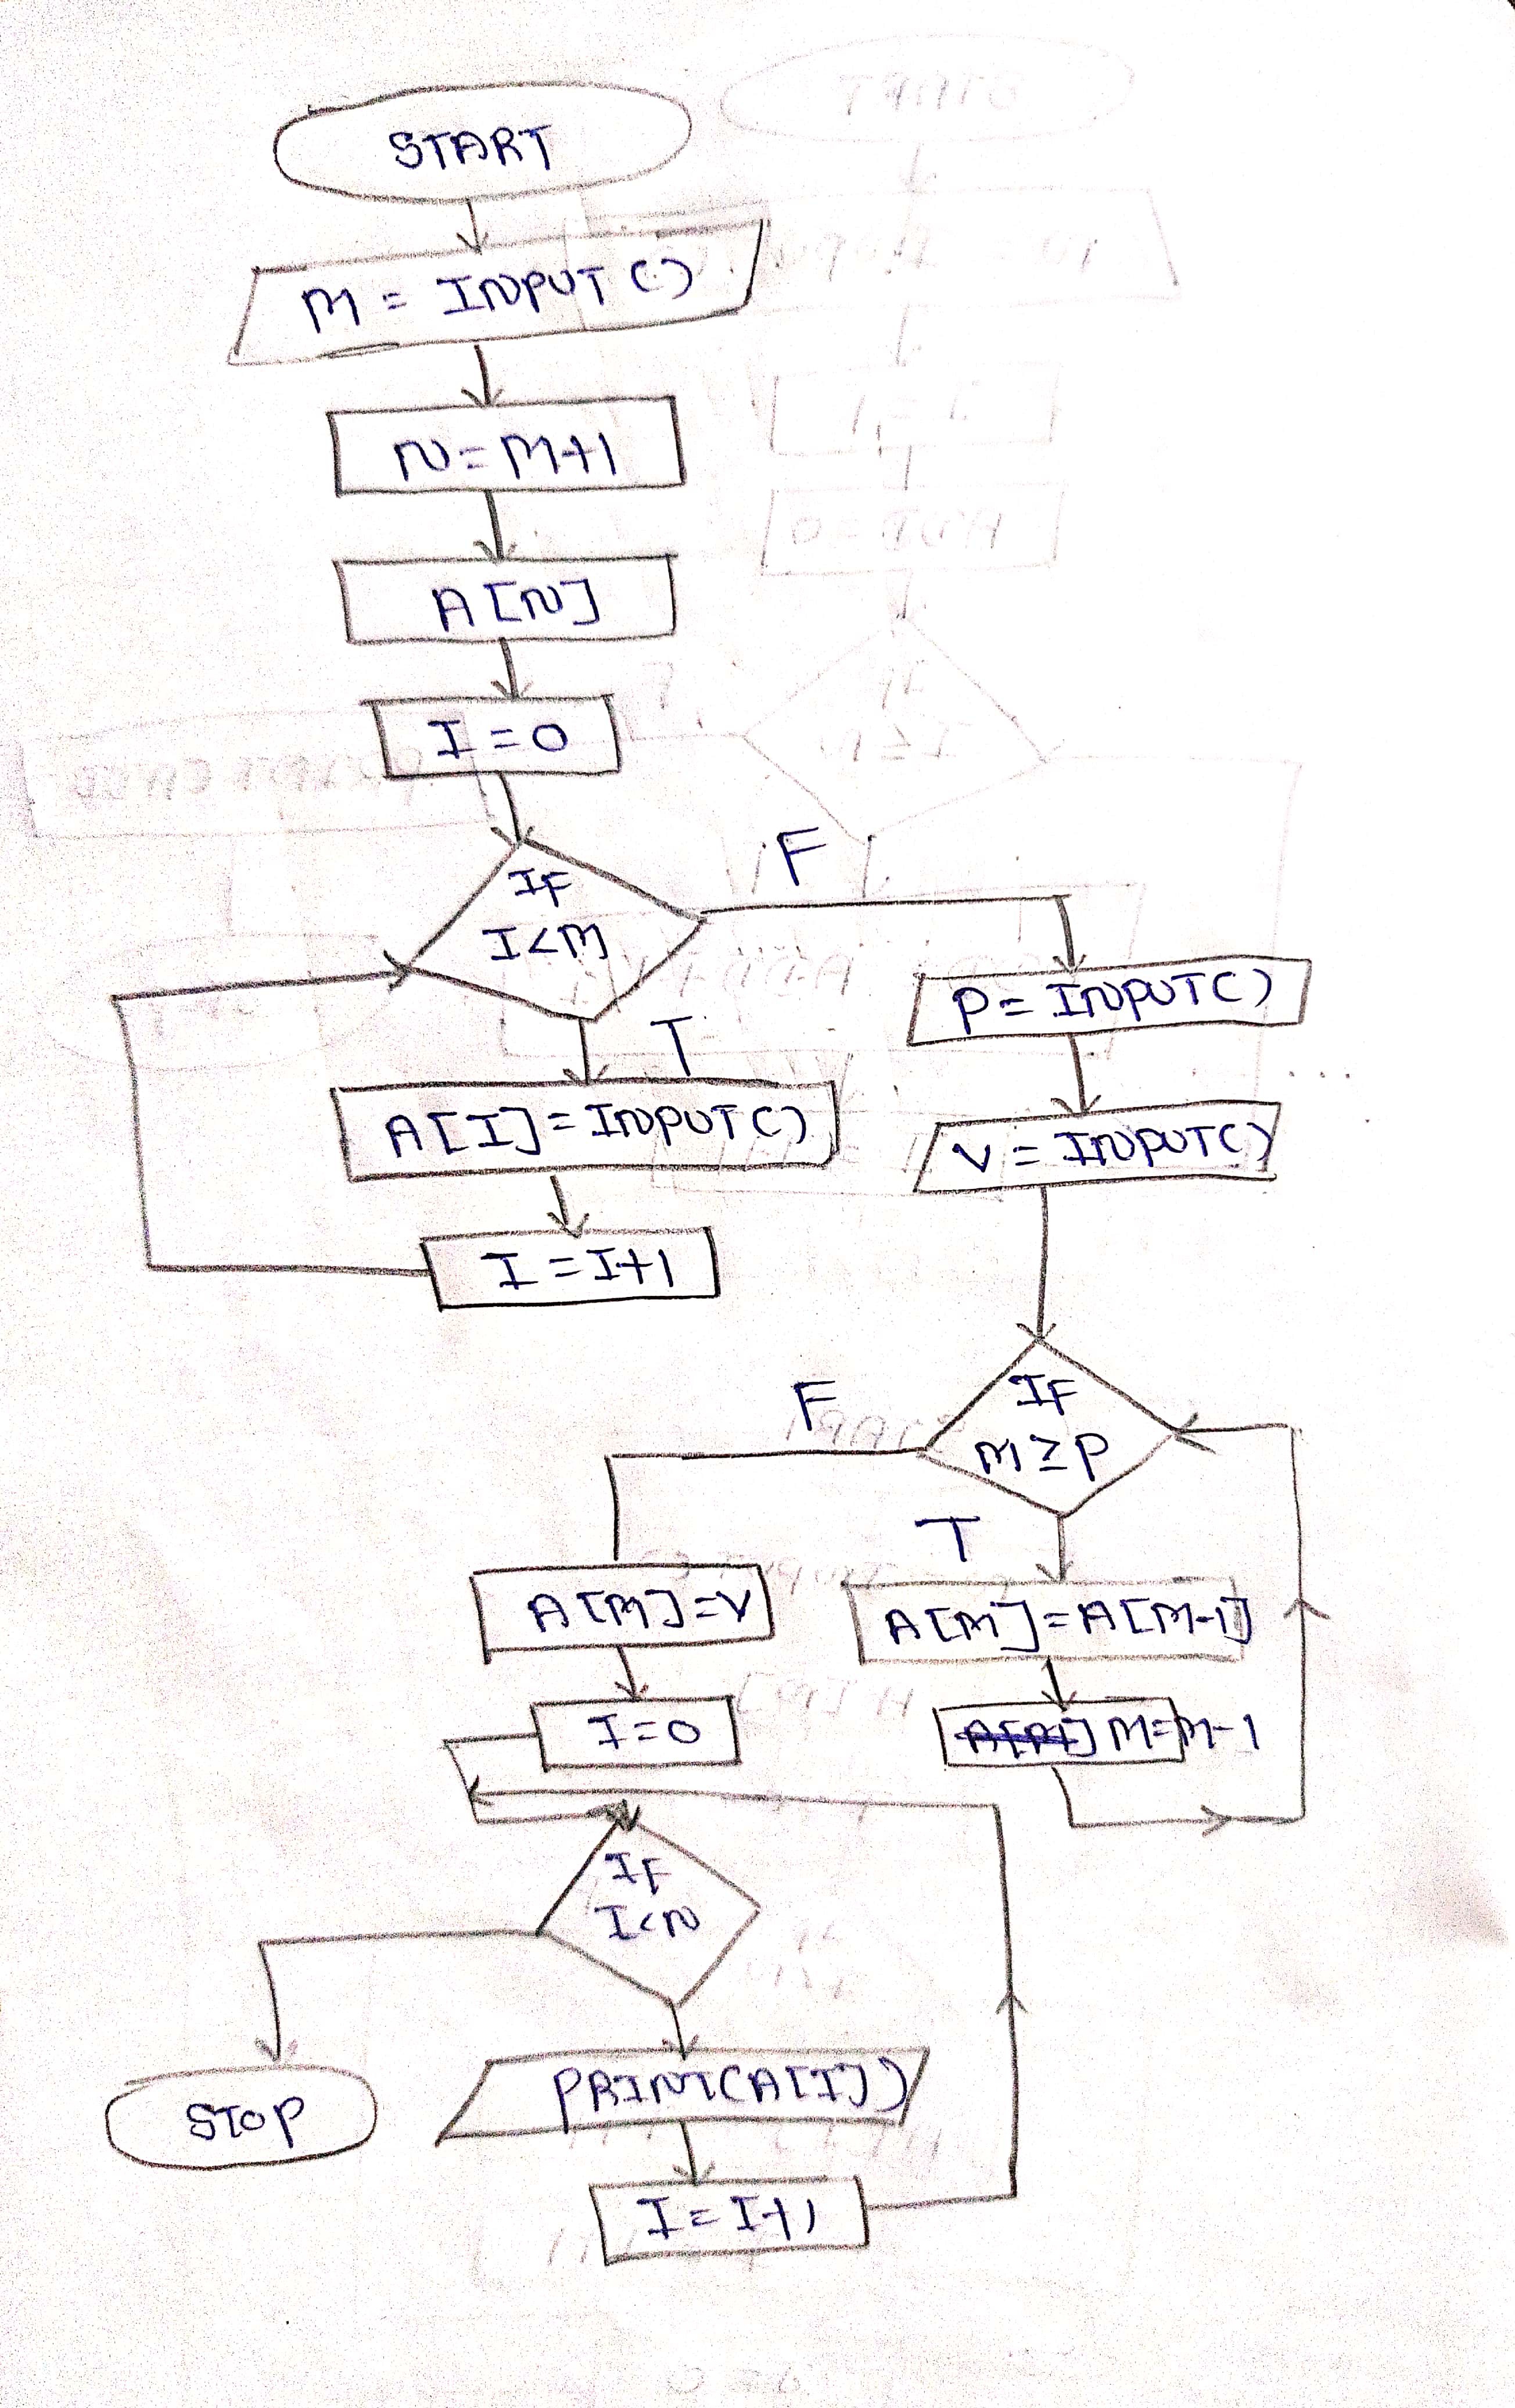 START
M = INPUT()
N = M+1
A[N]
I = 0
IF
I<M
F
T
A[I] = INPUT()
I = I+1
P = INPUT()
V = INPUT()
IF
M ≥ P
F
T
A[M] = V
I = 0
A[M] = A[M-1]
M = M-1
IF
I<N
STOP
PRINT(A[I])
I = I+1